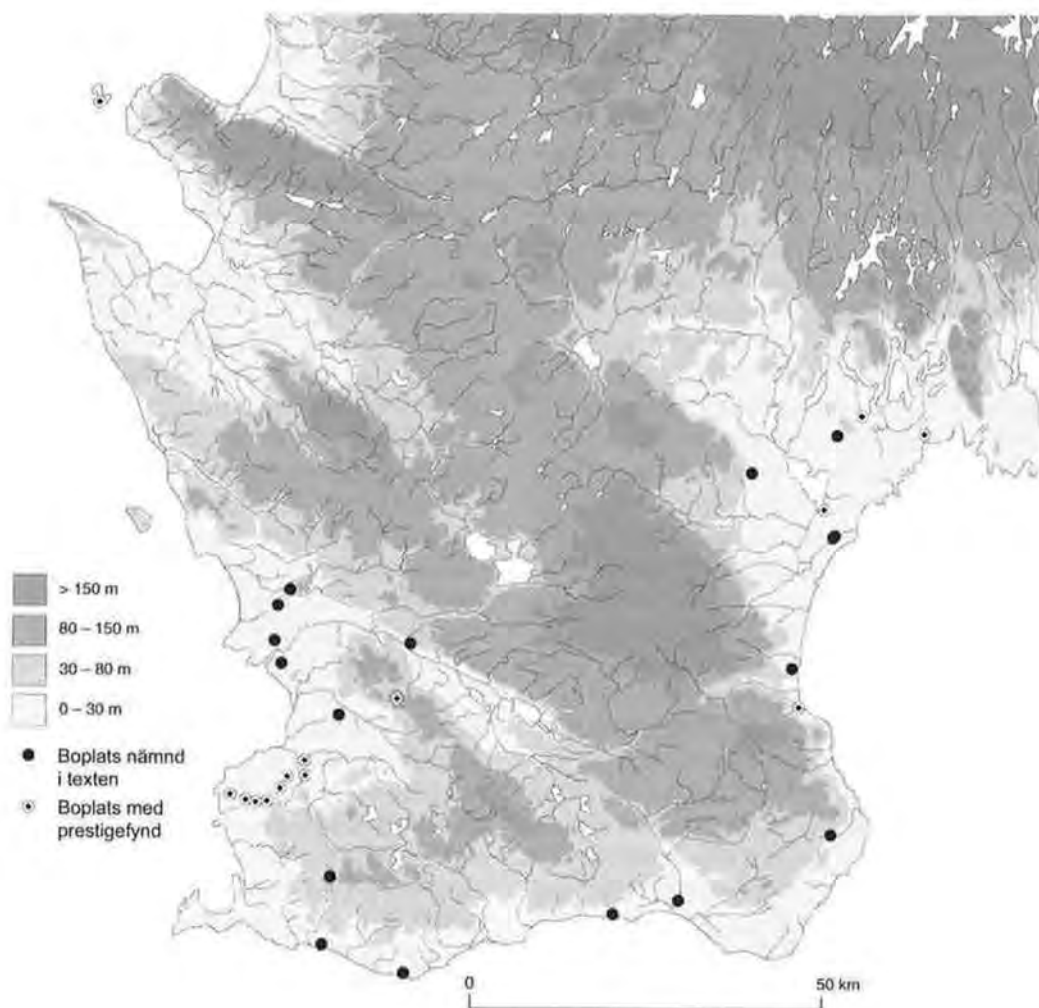 > 150 m
80 – 150 m
30 – 80 m
0 – 30 m
Boplats nämnd
i texten
Boplats med
prestigefynd
0
50 km